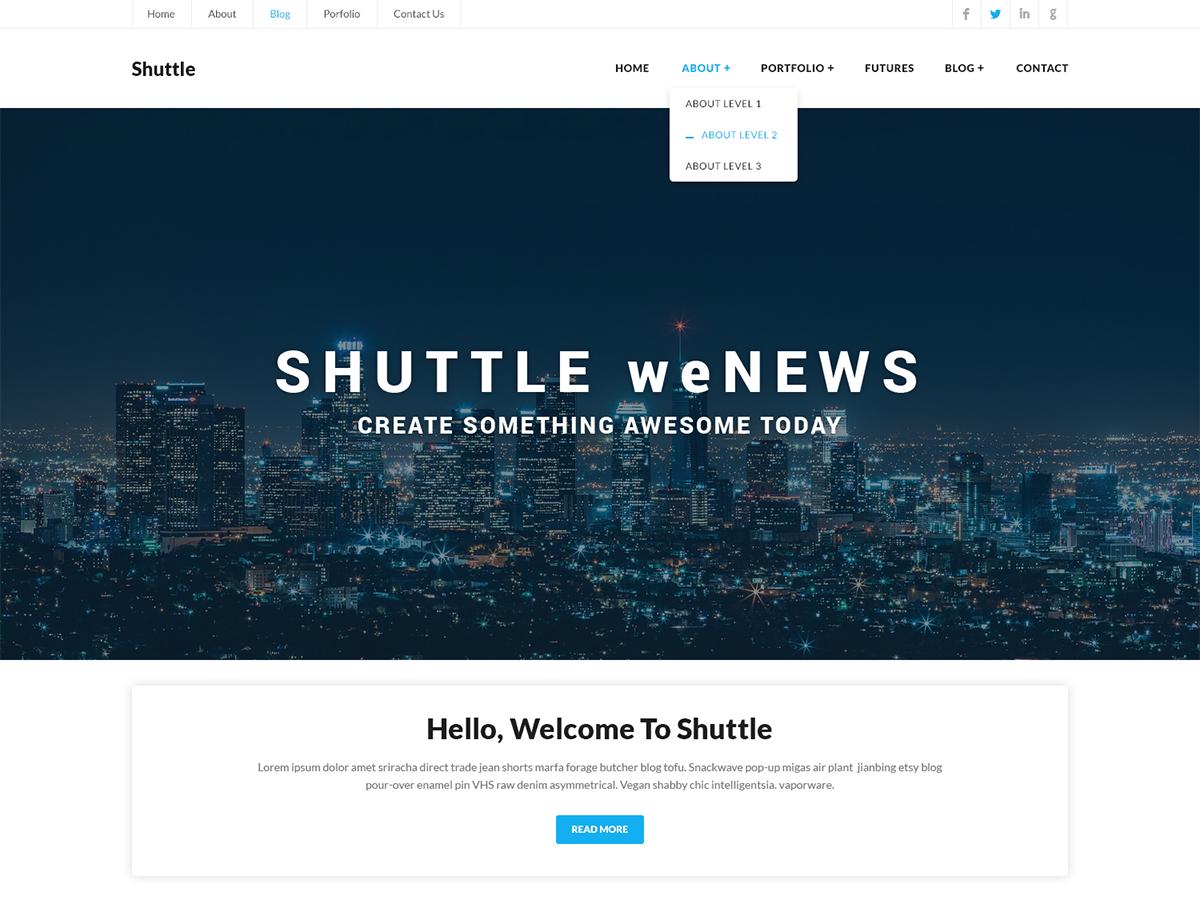 Home About Blog Porfolio Contact Us
Shuttle HOME ABOUT + PORTFOLIO + FUTURES BLOG + CONTACT
ABOUT LEVEL 1
ABOUT LEVEL 2
ABOUT LEVEL 3
SHUTTLE weNEWS
CREATE SOMETHING AWESOME TODAY
Hello, Welcome To Shuttle
Lorem ipsum dolor amet sriracha direct trade jean shorts marfa forage butcher blog tofu. Snackwave pop-up migas air plant jianbing etsy blog
pour-over enamel pin VHS raw denim asymmetrical. Vegan shabby chic intelligentsia. vaporware.
READ MORE